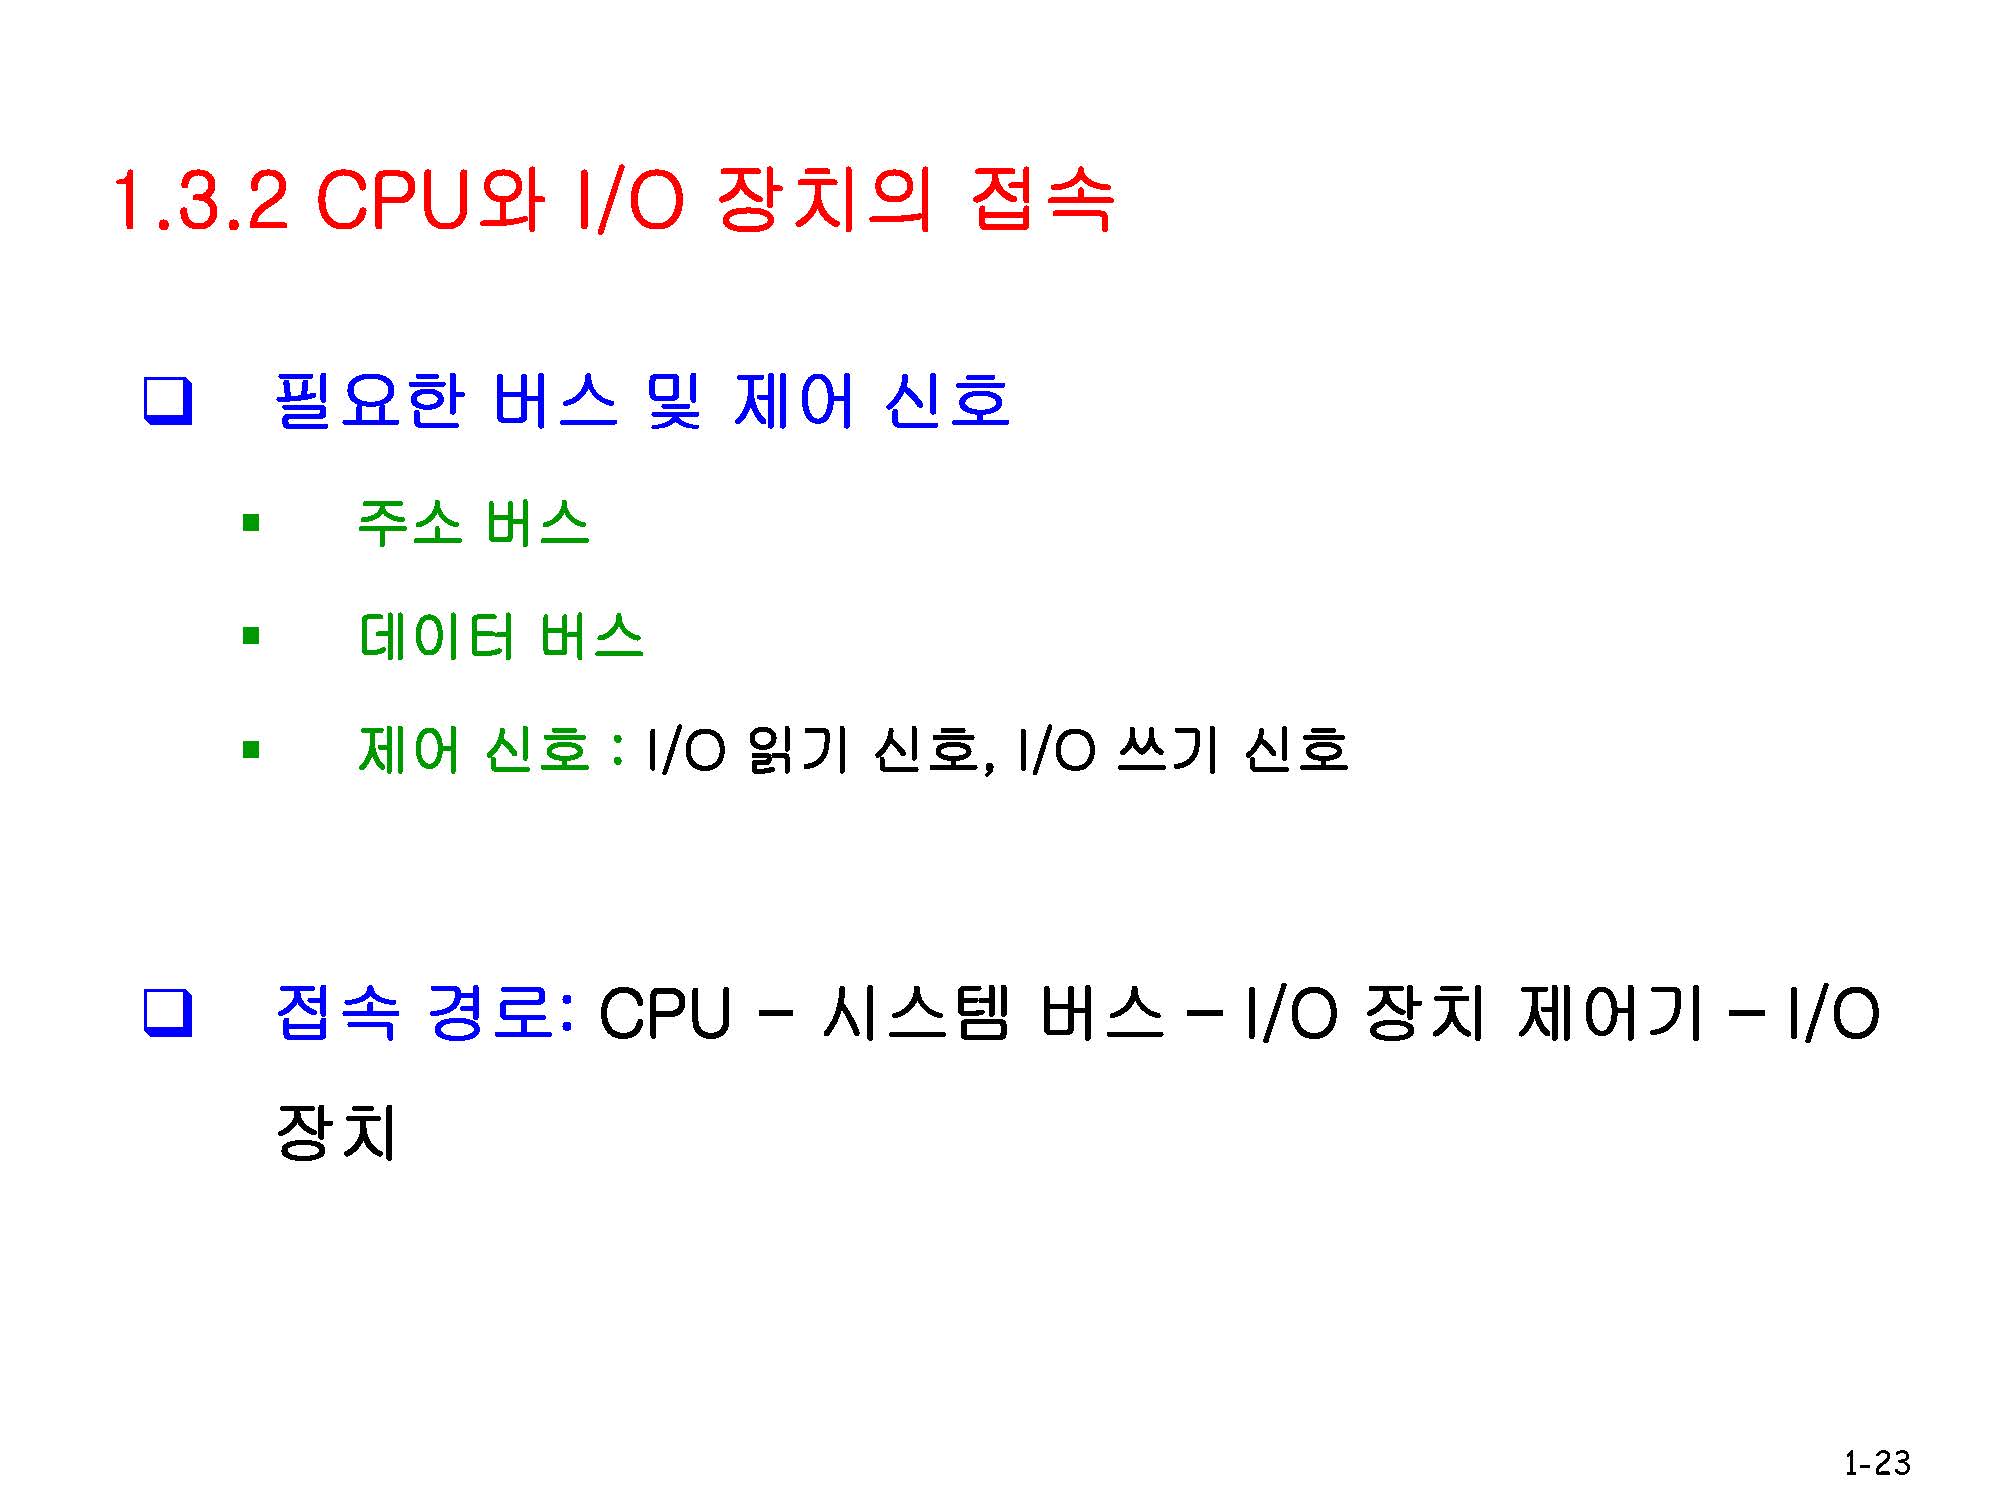 1.3.2 CPU와 I/O 장치의 접속
❑ 필요한 버스 및 제어 신호
▪ 주소 버스
▪ 데이터 버스
▪ 제어 신호 : I/O 읽기 신호, I/O 쓰기 신호
❑ 접속 경로: CPU – 시스템 버스 – I/O 장치 제어기 – I/O
장치
1-23